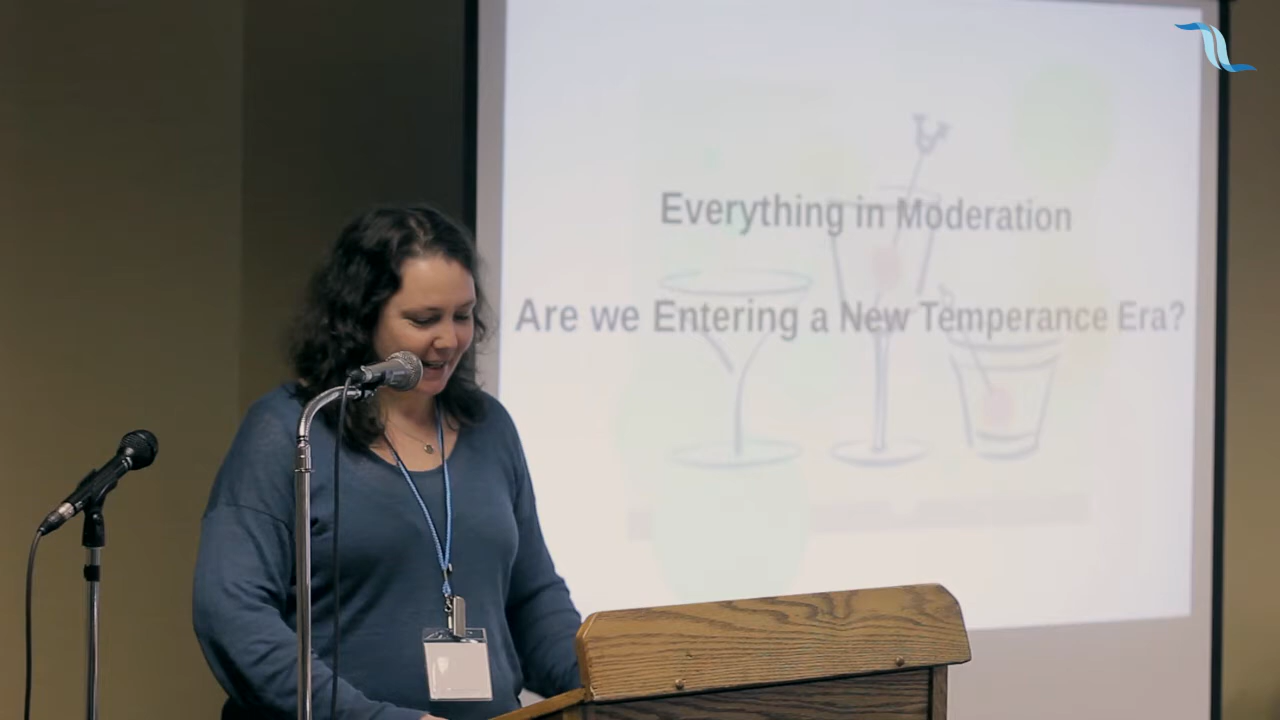 Everything in Moderation
Are we Entering a New Temperance Era?